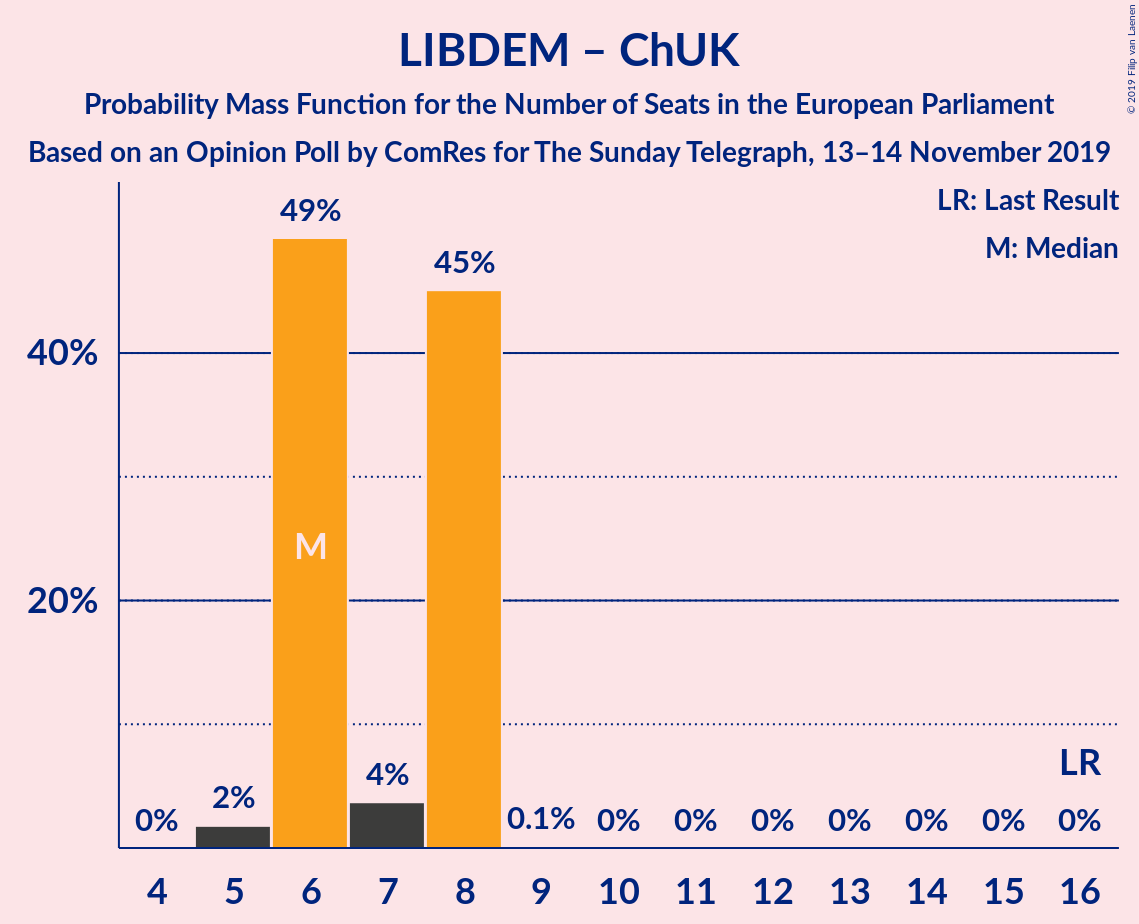 LIBDEM – ChUK
Probability Mass Function for the Number of Seats in the European Parliament
Based on an Opinion Poll by ComRes for The Sunday Telegraph, 13–14 November 2019
© 2019 Filip van Laenen
LR: Last Result
M: Median
49%
45%
40%
M
20%
LR
0% 2% 4% 0.1% 0% 0% 0% 0% 0% 0% 0%
4 5 6 7 8 9 10 11 12 13 14 15 16